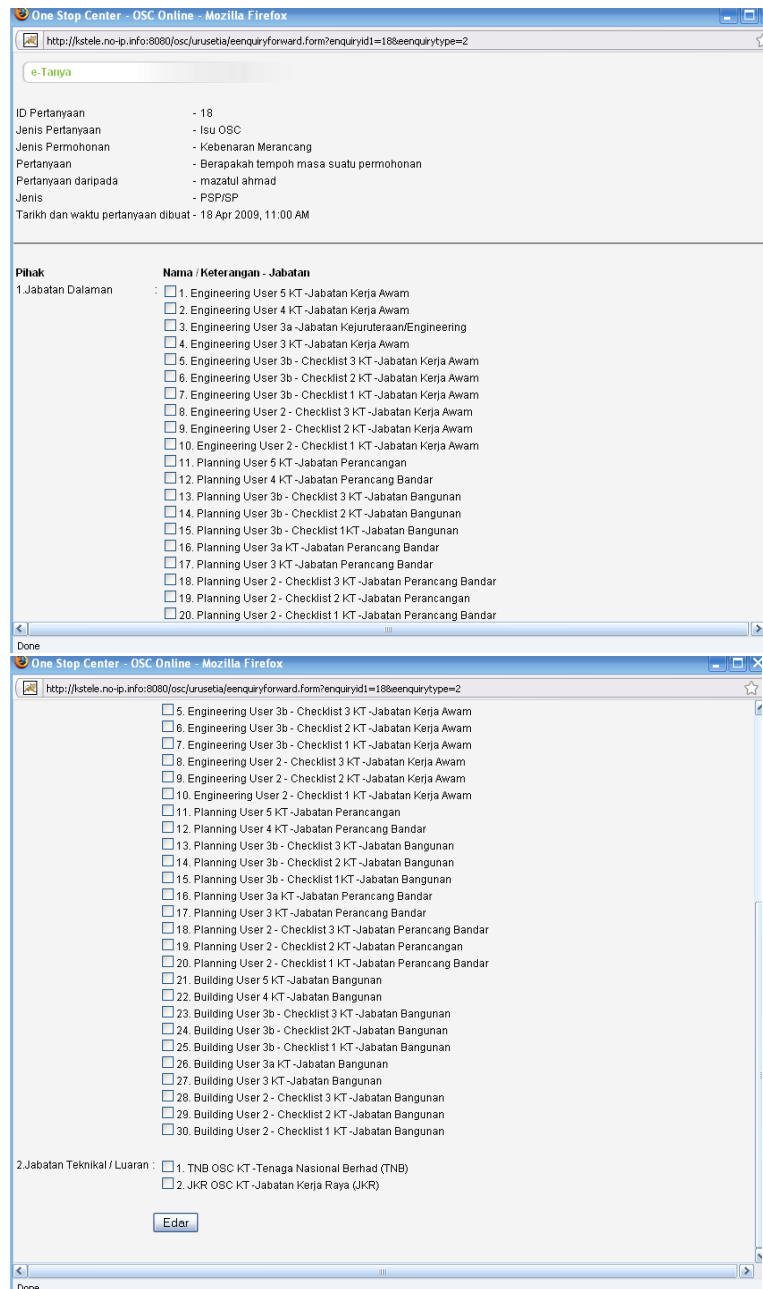 One Stop Center - OSC Online - Mozilla Firefox
http://kstele.no-ip.info:8080/osc/urusetia/eenquiryforward.form?enquiryid1=18&eenquirytype=2
e-Tanya
ID Pertanyaan - 18
Jenis Pertanyaan - Isu OSC
Jenis Permohonan - Kebenaran Merancang
Pertanyaan - Berapakah tempoh masa suatu permohonan
Pertanyaan daripada - mazatul ahmad
Jenis - PSP/SP
Tarikh dan waktu pertanyaan dibuat - 18 Apr 2009, 11:00 AM
Pihak Nama / Keterangan - Jabatan
1.Jabatan Dalaman : 1. Engineering User 5 KT -Jabatan Kerja Awam
2. Engineering User 4 KT -Jabatan Kerja Awam
3. Engineering User 3a -Jabatan Kejuruteraan/Engineering
4. Engineering User 3 KT -Jabatan Kerja Awam
5. Engineering User 3b - Checklist 3 KT -Jabatan Kerja Awam
6. Engineering User 3b - Checklist 2 KT -Jabatan Kerja Awam
7. Engineering User 3b - Checklist 1 KT -Jabatan Kerja Awam
8. Engineering User 2 - Checklist 3 KT -Jabatan Kerja Awam
9. Engineering User 2 - Checklist 2 KT -Jabatan Kerja Awam
10. Engineering User 2 - Checklist 1 KT -Jabatan Kerja Awam
11. Planning User 5 KT -Jabatan Perancangan
12. Planning User 4 KT -Jabatan Perancang Bandar
13. Planning User 3b - Checklist 3 KT -Jabatan Bangunan
14. Planning User 3b - Checklist 2 KT -Jabatan Bangunan
15. Planning User 3b - Checklist 1KT -Jabatan Bangunan
16. Planning User 3a KT -Jabatan Perancang Bandar
17. Planning User 3 KT -Jabatan Perancang Bandar
18. Planning User 2 - Checklist 3 KT -Jabatan Perancang Bandar
19. Planning User 2 - Checklist 2 KT -Jabatan Perancangan
20. Planning User 2 - Checklist 1 KT -Jabatan Perancang Bandar
Done
One Stop Center - OSC Online - Mozilla Firefox
http://kstele.no-ip.info:8080/osc/urusetia/eenquiryforward.form?enquiryid1=18&eenquirytype=2
5. Engineering User 3b - Checklist 3 KT -Jabatan Kerja Awam
6. Engineering User 3b - Checklist 2 KT -Jabatan Kerja Awam
7. Engineering User 3b - Checklist 1 KT -Jabatan Kerja Awam
8. Engineering User 2 - Checklist 3 KT -Jabatan Kerja Awam
9. Engineering User 2 - Checklist 2 KT -Jabatan Kerja Awam
10. Engineering User 2 - Checklist 1 KT -Jabatan Kerja Awam
11. Planning User 5 KT -Jabatan Perancangan
12. Planning User 4 KT -Jabatan Perancang Bandar
13. Planning User 3b - Checklist 3 KT -Jabatan Bangunan
14. Planning User 3b - Checklist 2 KT -Jabatan Bangunan
15. Planning User 3b - Checklist 1KT -Jabatan Bangunan
16. Planning User 3a KT -Jabatan Perancang Bandar
17. Planning User 3 KT -Jabatan Perancang Bandar
18. Planning User 2 - Checklist 3 KT -Jabatan Perancang Bandar
19. Planning User 2 - Checklist 2 KT -Jabatan Perancangan
20. Planning User 2 - Checklist 1 KT -Jabatan Perancang Bandar
21. Building User 5 KT -Jabatan Bangunan
22. Building User 4 KT -Jabatan Bangunan
23. Building User 3b - Checklist 3 KT -Jabatan Bangunan
24. Building User 3b - Checklist 2KT -Jabatan Bangunan
25. Building User 3b - Checklist 1 KT -Jabatan Bangunan
26. Building User 3a KT -Jabatan Bangunan
27. Building User 3 KT -Jabatan Bangunan
28. Building User 2 - Checklist 3 KT -Jabatan Bangunan
29. Building User 2 - Checklist 2 KT -Jabatan Bangunan
30. Building User 2 - Checklist 1 KT -Jabatan Bangunan
2.Jabatan Teknikal / Luaran : 1. TNB OSC KT -Tenaga Nasional Berhad (TNB)
2. JKR OSC KT -Jabatan Kerja Raya (JKR)
Edar
Done